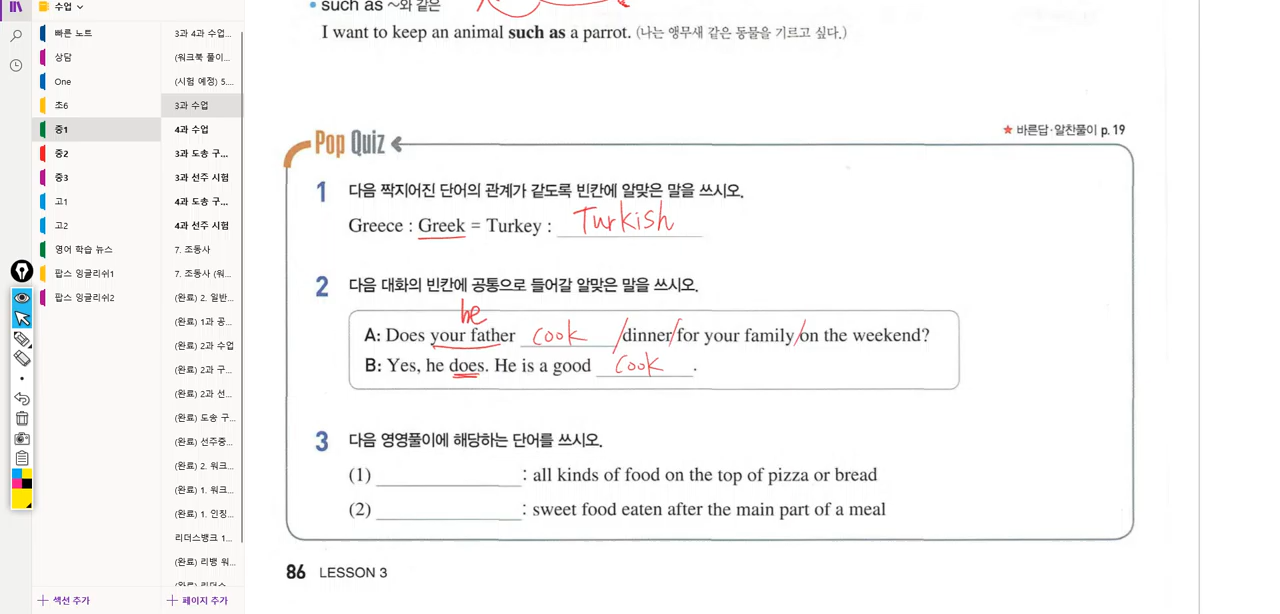 수업
빠른 노트
상담
One
초6
중1
중2
중3
고1
고2
영어 학습 뉴스
팝스 잉글리쉬1
팝스 잉글리쉬2
섹션 추가
3과 4과 수업...
(워크북 풀이...
(시험 예정) 5....
3과 수업
4과 수업
3과 도송 구...
3과 선주 시험
4과 도송 구...
4과 선주 시험
7. 조동사
7. 조동사 (워...
(완료) 2. 일반...
(완료) 1과 공...
(완료) 2과 수업
(완료) 2과 구...
(완료) 2과 선...
(완료) 도송 구...
(완료) 선주중...
(완료) 2. 워크...
(완료) 1. 워크...
(완료) 1. 인칭...
리더스뱅크 1...
(완료) 리뱅 워...
(완료) 리더스...
페이지 추가
• such as ~와 같은
I want to keep an animal such as a parrot. (나는 앵무새 같은 동물을 기르고 싶다.)
Pop Quiz
★ 바른답·알찬풀이 p. 19
1 다음 짝지어진 단어의 관계가 같도록 빈칸에 알맞은 말을 쓰시오.
Greece : Greek = Turkey : Turkish
2 다음 대화의 빈칸에 공통으로 들어갈 알맞은 말을 쓰시오.
he
A: Does your father cook /dinner/for your family/on the weekend?
B: Yes, he does. He is a good cook.
3 다음 영영풀이에 해당하는 단어를 쓰시오.
(1) ____________ : all kinds of food on the top of pizza or bread
(2) ____________ : sweet food eaten after the main part of a meal
86 LESSON 3